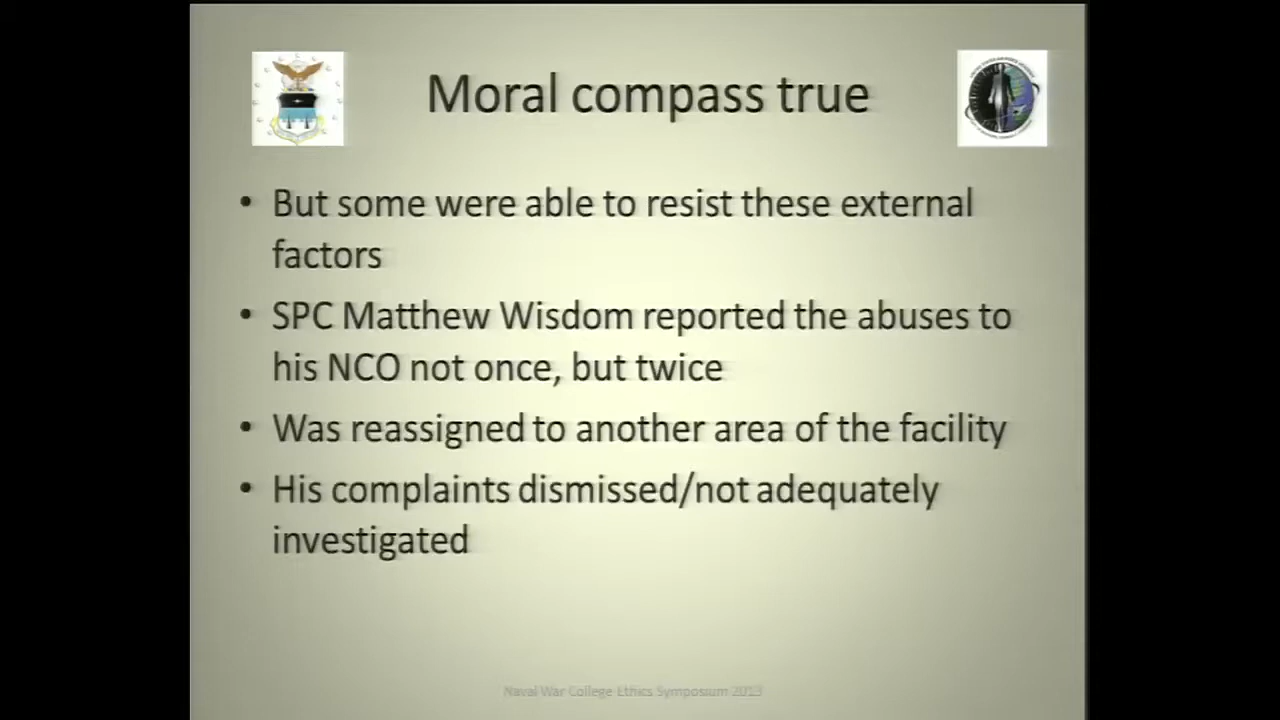 Moral compass true
• But some were able to resist these external
factors
• SPC Matthew Wisdom reported the abuses to
his NCO not once, but twice
• Was reassigned to another area of the facility
• His complaints dismissed/not adequately
investigated
Naval War College Ethics Symposium 2013